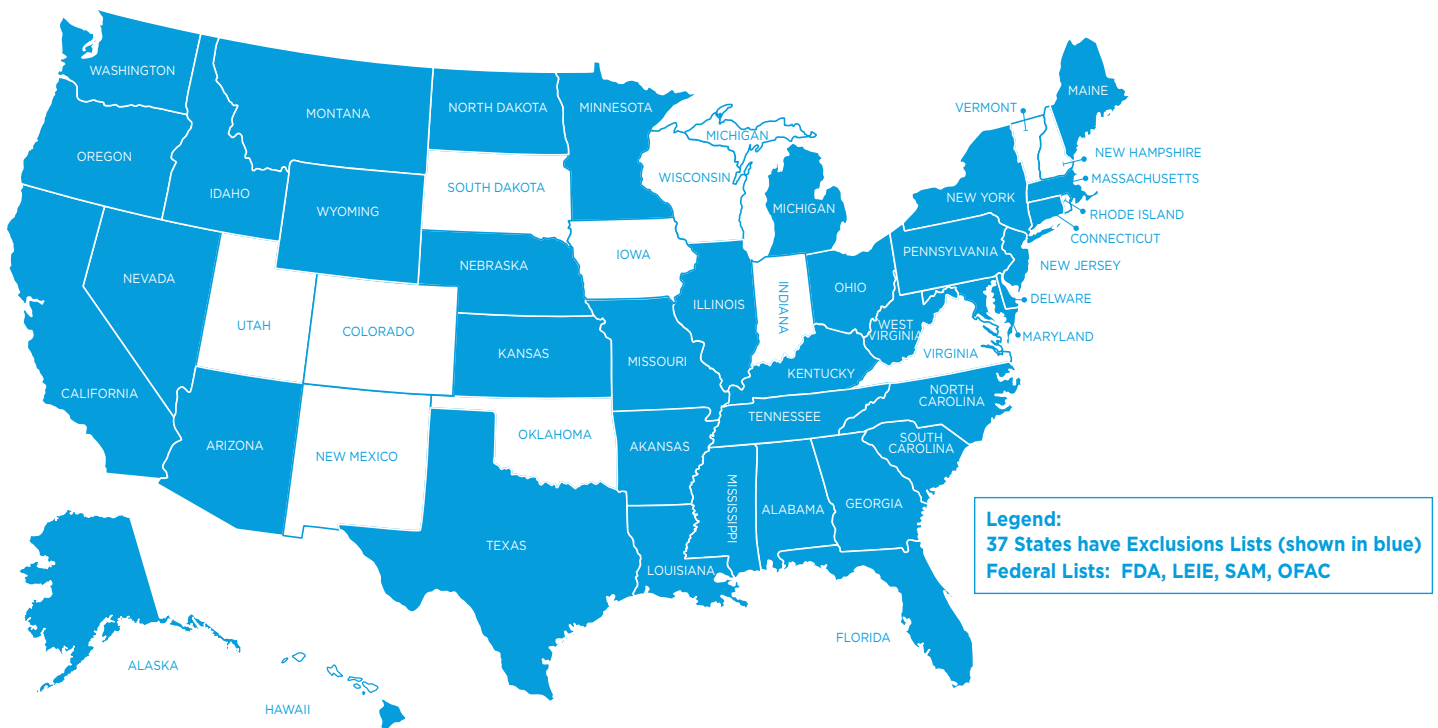 WASHINGTON
MONTANA
NORTH DAKOTA
MINNESOTA
MAINE
VERMONT
MICHIGAN
OREGON
NEW HAMPSHIRE
IDAHO
SOUTH DAKOTA
WISCONSIN
MASSACHUSETTS
WYOMING
MICHIGAN
NEW YORK
RHODE ISLAND
CONNECTICUT
NEVADA
NEBRASKA
IOWA
PENNSYLVANIA
NEW JERSEY
ILLINOIS
INDIANA
OHIO
DELWARE
UTAH
COLORADO
WEST
VIRGINIA
MARYLAND
KANSAS
MISSOURI
VIRGINIA
KENTUCKY
CALIFORNIA
NORTH
CAROLINA
TENNESSEE
ARIZONA
NEW MEXICO
OKLAHOMA
AKANSAS
SOUTH
CAROLINA
MISSISSIPPI
ALABAMA
GEORGIA
TEXAS
LOUISIANA
Legend:
37 States have Exclusions Lists (shown in blue)
Federal Lists: FDA, LEIE, SAM, OFAC
FLORIDA
ALASKA
HAWAII